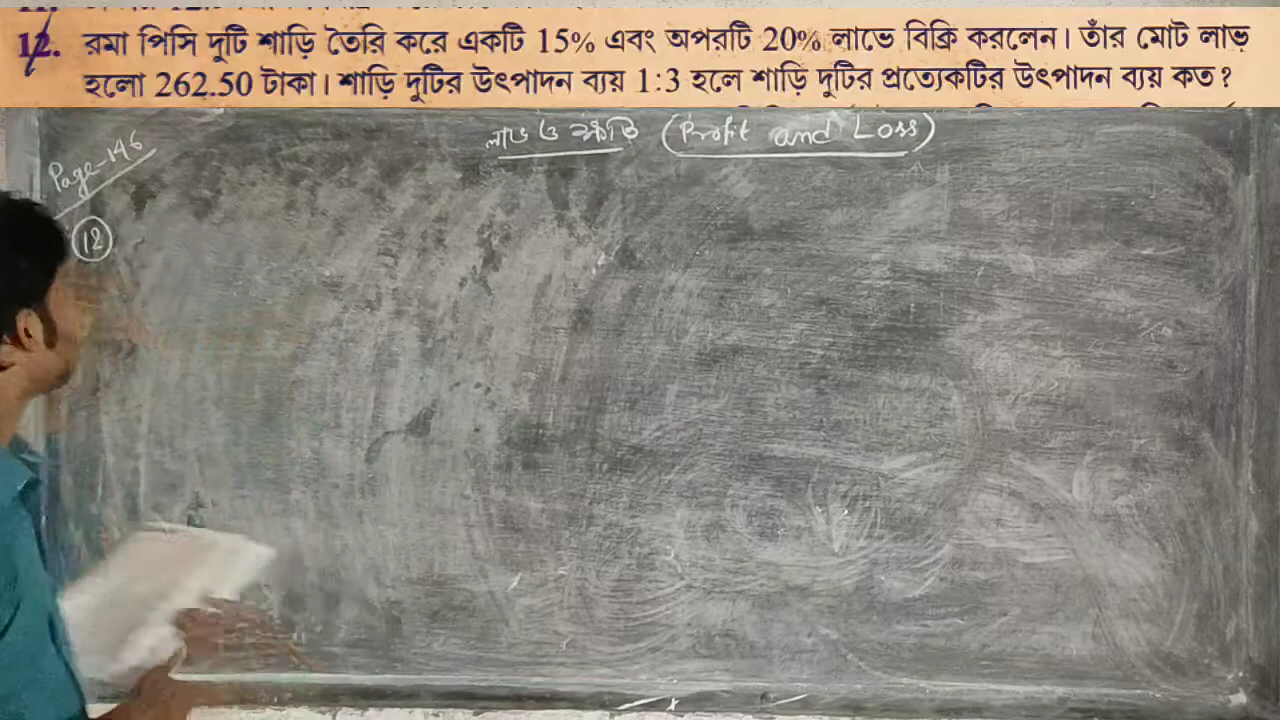 12. রমা পিসি দুটি শাড়ি তৈরি করে একটি 15% এবং অপরটি 20% লাভে বিক্রি করলেন। তাঁর মোট লাভ
হলো 262.50 টাকা। শাড়ি দুটির উৎপাদন ব্যয় 1:3 হলে শাড়ি দুটির প্রত্যেকটির উৎপাদন ব্যয় কত?
লাভ ও ক্ষতি (Profit and Loss)
Page-146
12